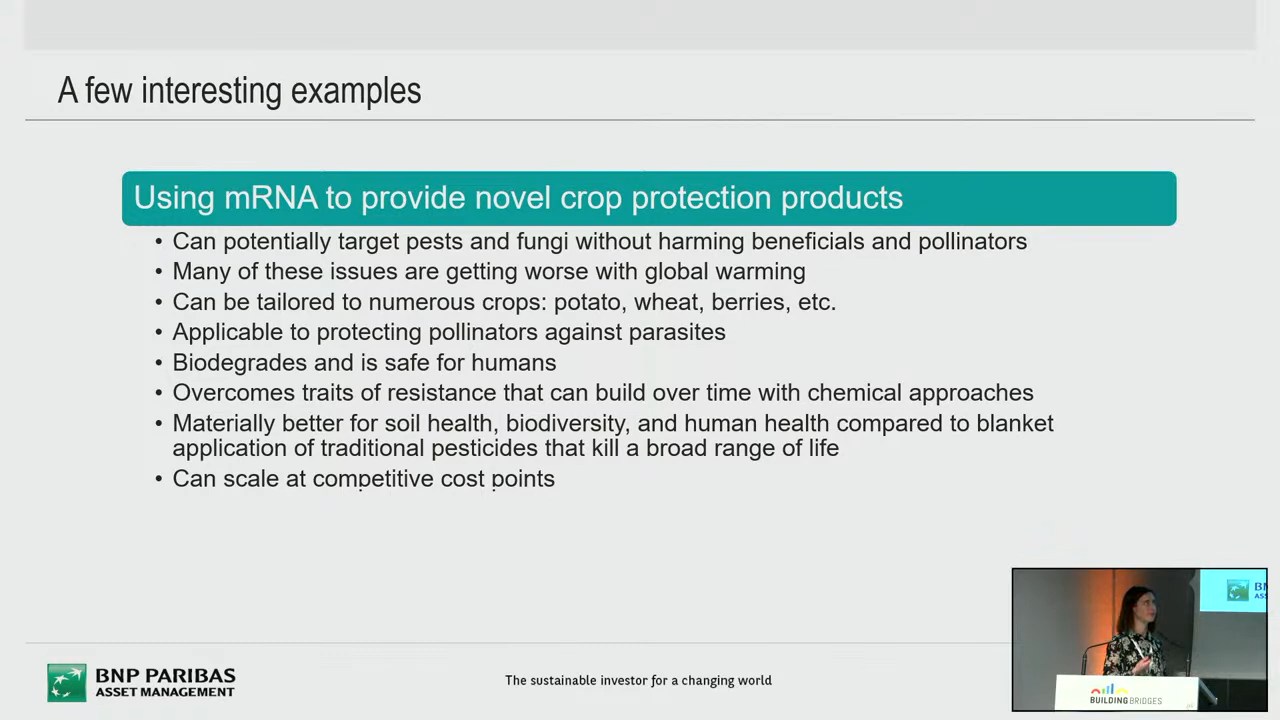 A few interesting examples
Using mRNA to provide novel crop protection products
• Can potentially target pests and fungi without harming beneficials and pollinators
• Many of these issues are getting worse with global warming
• Can be tailored to numerous crops: potato, wheat, berries, etc.
• Applicable to protecting pollinators against parasites
• Biodegrades and is safe for humans
• Overcomes traits of resistance that can build over time with chemical approaches
• Materially better for soil health, biodiversity, and human health compared to blanket
application of traditional pesticides that kill a broad range of life
• Can scale at competitive cost points
BNP PARIBAS
ASSET MANAGEMENT
The sustainable investor for a changing world
BUILDINGBRIDGES